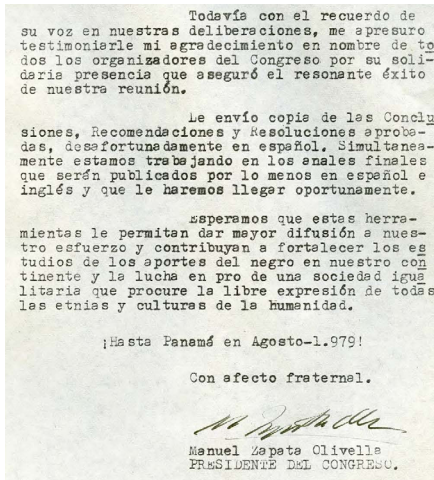 Todavía con el recuerdo de
su voz en nuestras deliberaciones, me apresuro
testimoniarle mi agradecimiento en nombre de to
dos los organizadores del Congreso por su soli-
daria presencia que aseguró el resonante éxito
de nuestra reunión.
Le envío copia de las Conclu
siones, Recomendaciones y Resoluciones aproba-
das, desafortunadamente en español. Simultanea-
mente estamos trabajando en los anales finales
que serán publicados por lo menos en español e
inglés y que le haremos llegar oportunamente.
Esperamos que estas herra-
mientas le permitan dar mayor difusión a nues-
tro esfuerzo y contribuyan a fortalecer los es
tudios de los aportes del negro en nuestro con
tinente y la lucha en pro de una sociedad igua
litaria que procure la libre expresión de todas
las etnias y culturas de la humanidad.
¡Hasta Panamá en Agosto-1.979!
Con afecto fraternal.
Manuel Zapata Olivella
PRESIDENTE DEL CONGRESO.